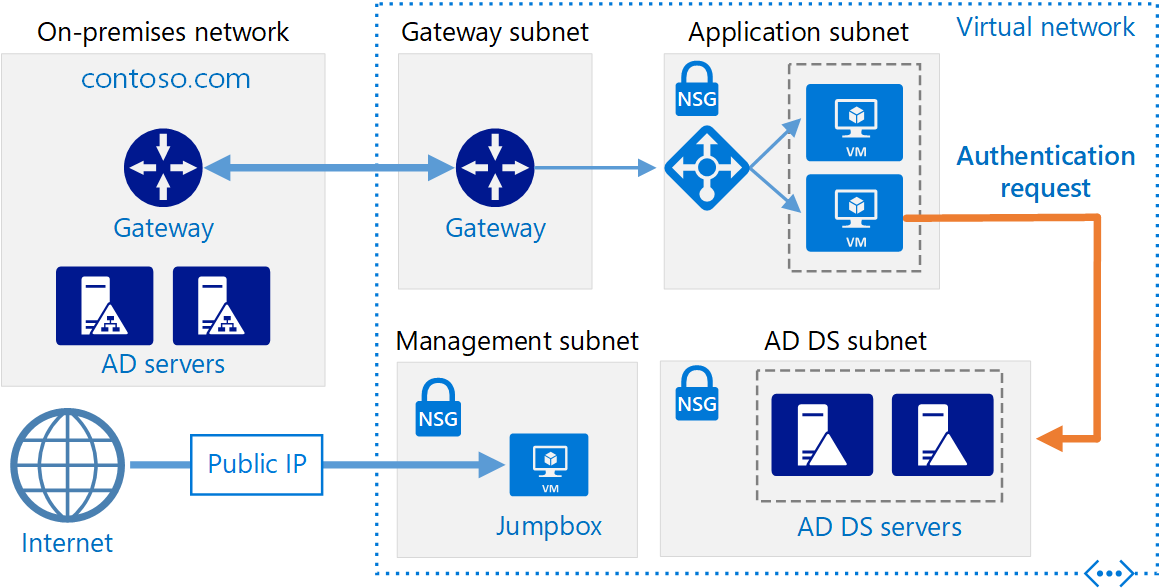 On-premises network
contoso.com
Gateway
AD servers
Internet
Public IP
Virtual network
Gateway subnet
Gateway
Application subnet
NSG
VM
VM
Authentication
request
Management subnet
NSG
VM
Jumpbox
AD DS subnet
NSG
AD DS servers